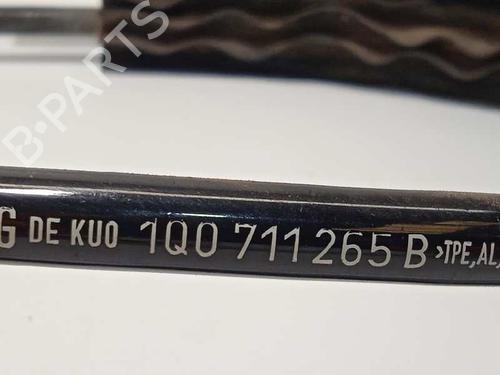 B·PARTS
G DE KUO 1Q0 711 265 B >TPE,AL,